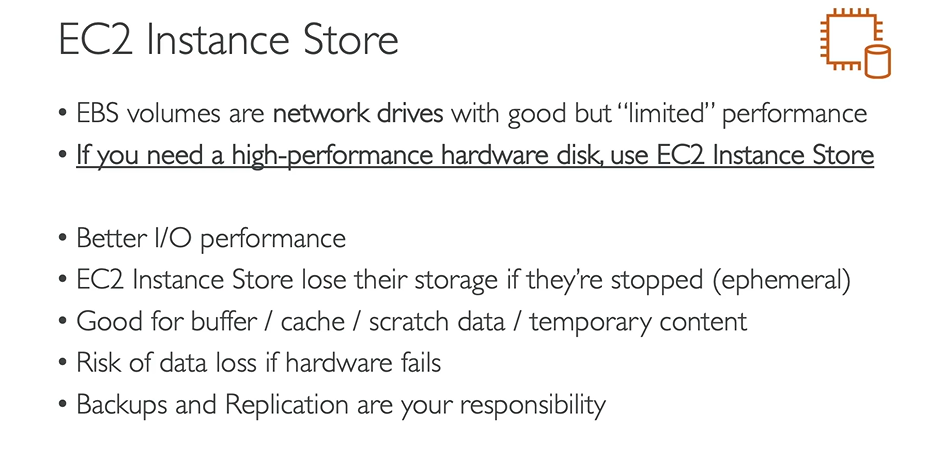 EC2 Instance Store
• EBS volumes are network drives with good but “limited” performance
• If you need a high-performance hardware disk, use EC2 Instance Store
• Better I/O performance
• EC2 Instance Store lose their storage if they’re stopped (ephemeral)
• Good for buffer / cache / scratch data / temporary content
• Risk of data loss if hardware fails
• Backups and Replication are your responsibility